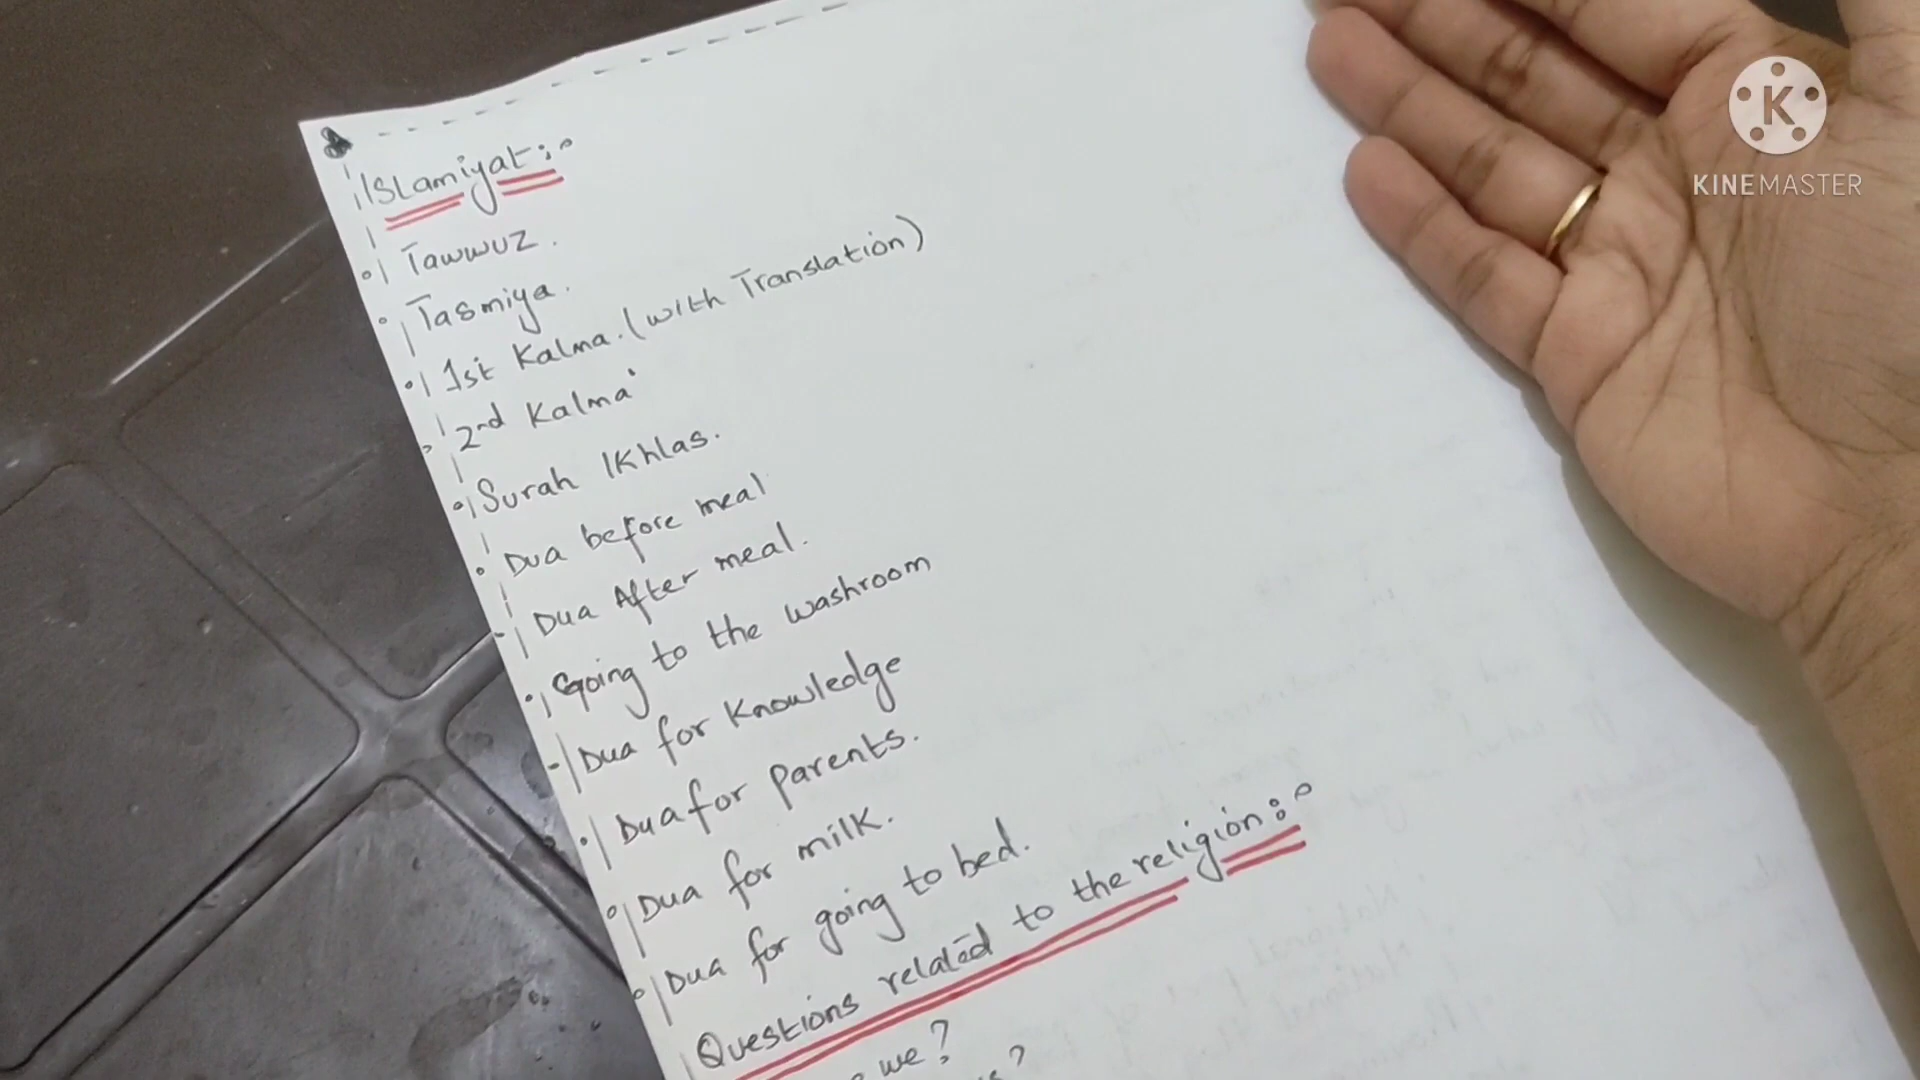 Islamiyat:-
Tawwuz.
Tasmiya.
1st Kalma. (with Translation)
2nd Kalma
Surah Ikhlas.
Dua before meal
Dua After meal.
Going to the washroom
Dua for Knowledge
Dua for parents.
Dua for milk.
Dua for going to bed.
Questions related to the religion:-
we?
K
KINEMASTER